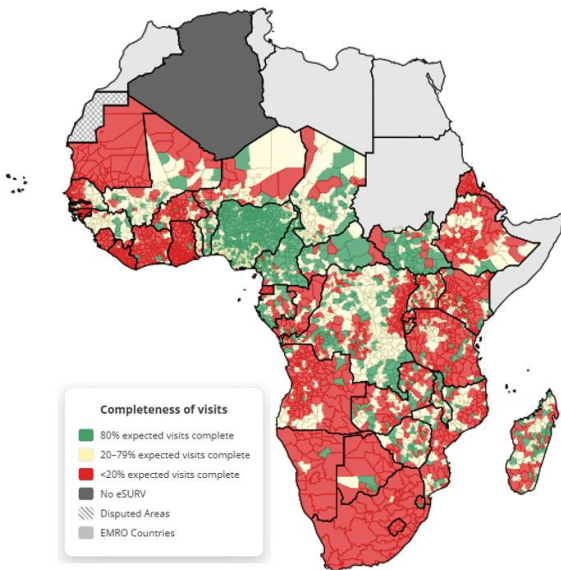 Completeness of visits
80% expected visits complete
20–79% expected visits complete
<20% expected visits complete
No eSURV
Disputed Areas
EMRO Countries